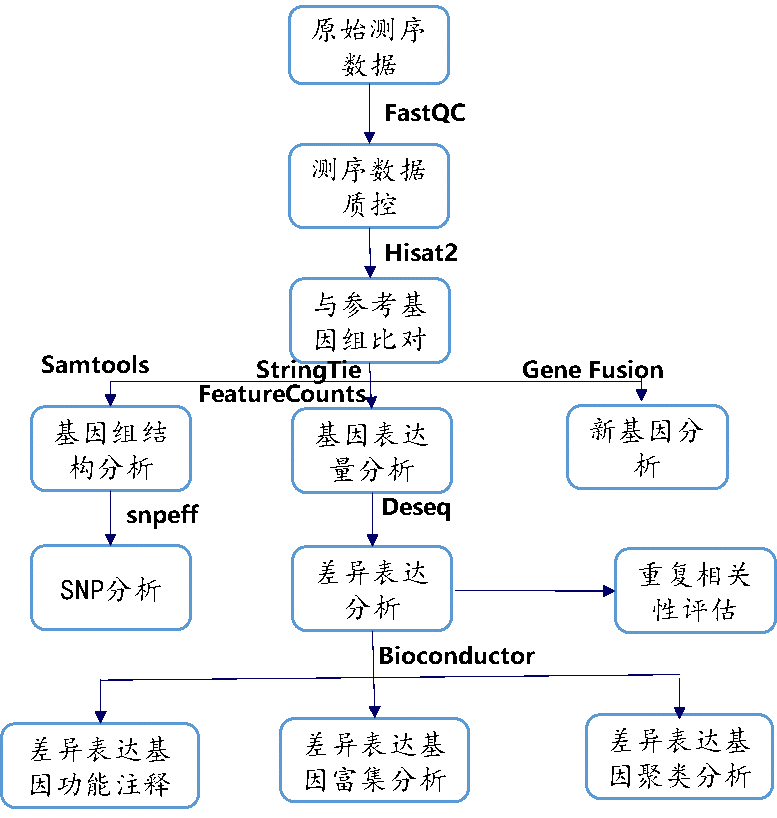 原始测序
数据
FastQC
测序数据
质控
Hisat2
与参考基
因组比对
Samtools
StringTie
FeatureCounts
Gene Fusion
基因组结
构分析
基因表达
量分析
新基因分
析
snpeff
Deseq
SNP分析
差异表达
分析
重复相关
性评估
Bioconductor
差异表达基
因功能注释
差异表达基
因富集分析
差异表达基
因聚类分析